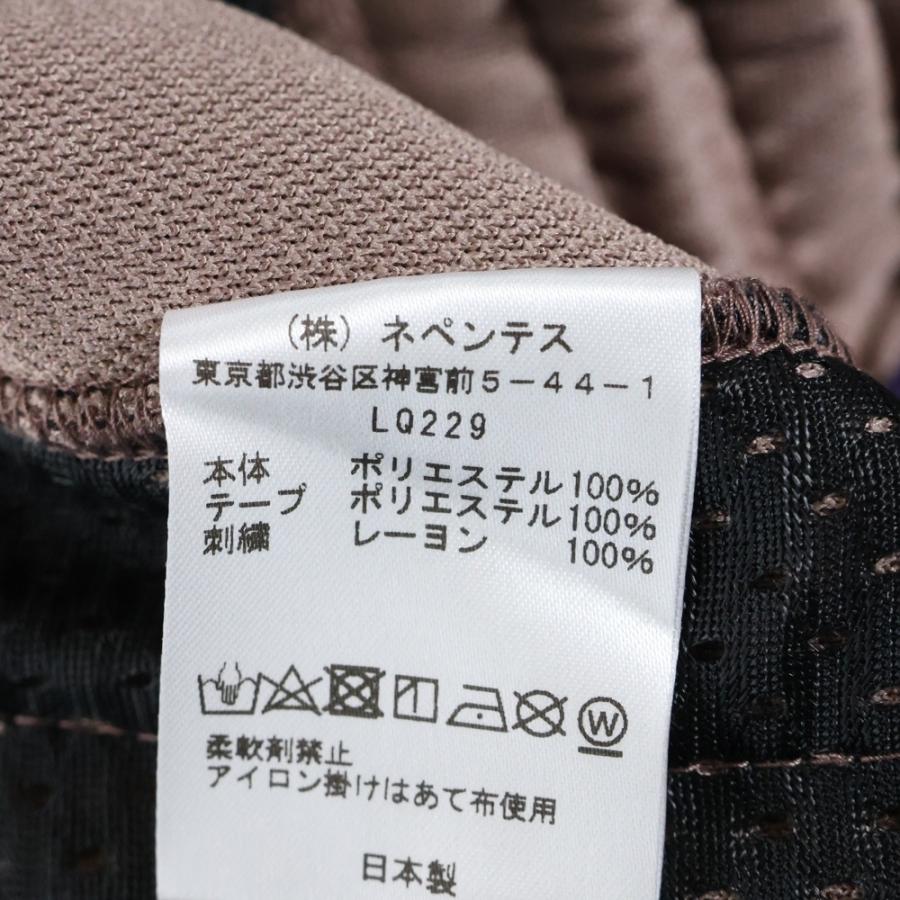 (株) ネペンテス
東京都渋谷区神宮前5-44-1
LQ229
本体 ポリエステル100%
テープ ポリエステル100%
刺繍 レーヨン 100%
W
柔軟剤禁止
アイロン掛けはあて布使用
日本製